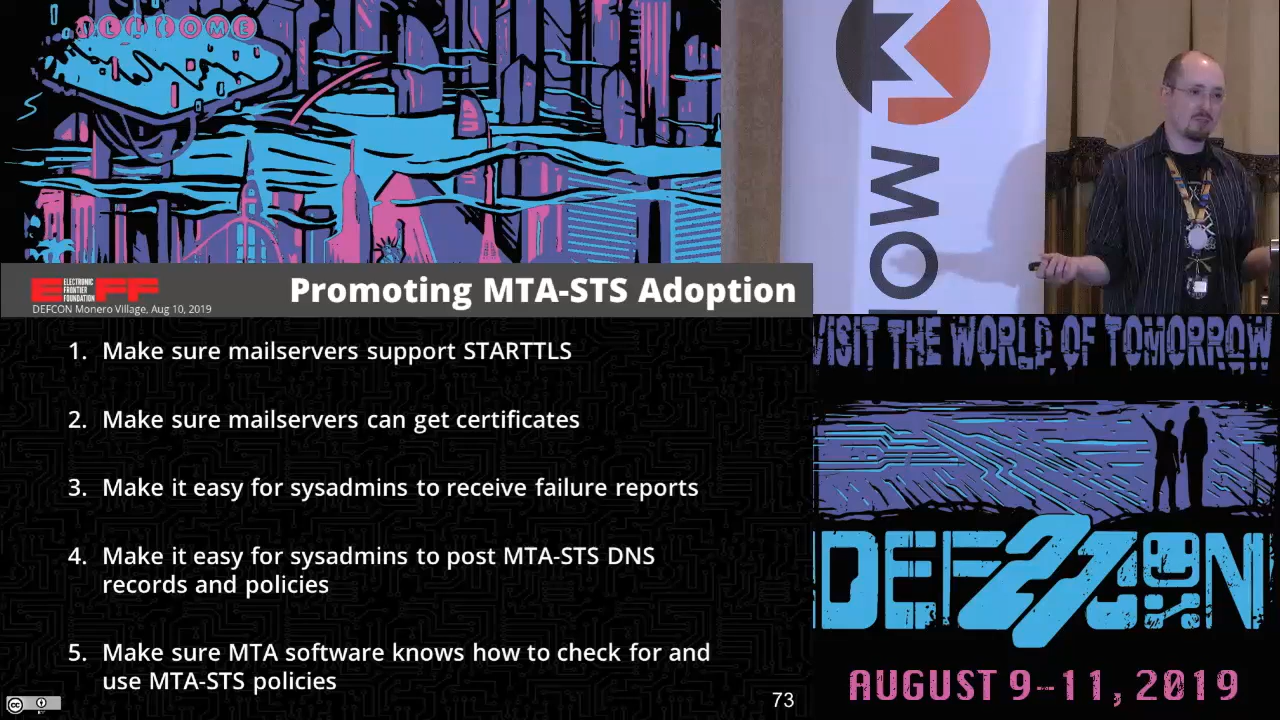 WELCOME
MO
ELECTRONIC
FRONTIER
FOUNDATION
EFF
DEFCON Monero Village, Aug 10, 2019
Promoting MTA-STS Adoption
1. Make sure mailservers support STARTTLS
2. Make sure mailservers can get certificates
3. Make it easy for sysadmins to receive failure reports
4. Make it easy for sysadmins to post MTA-STS DNS
records and policies
5. Make sure MTA software knows how to check for and
use MTA-STS policies
cc
73
VISIT THE WORLD OF TOMORROW
DEF27CON
AUGUST 9-11, 2019